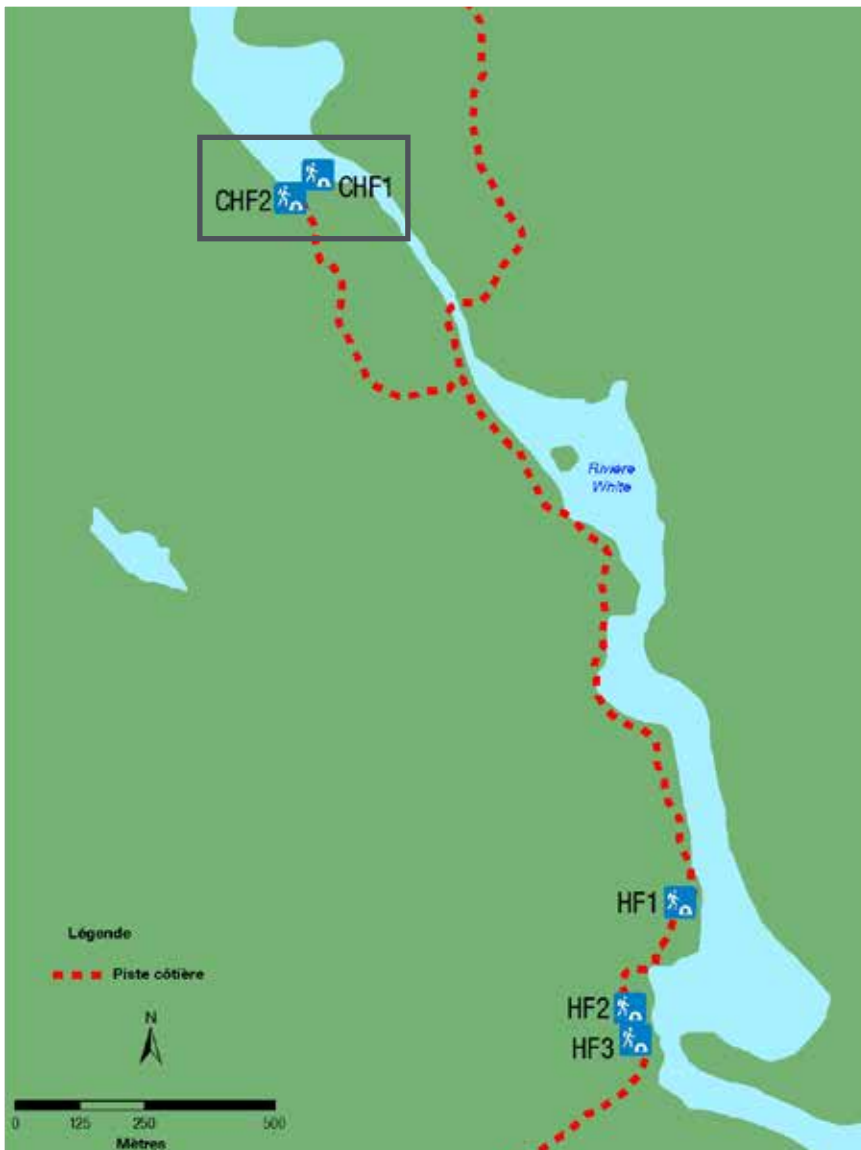 CHF1
CHF2
Rivière
White
HF1
HF2
HF3
Légende
Piste côtière
N
0 125 250 500
Mètres